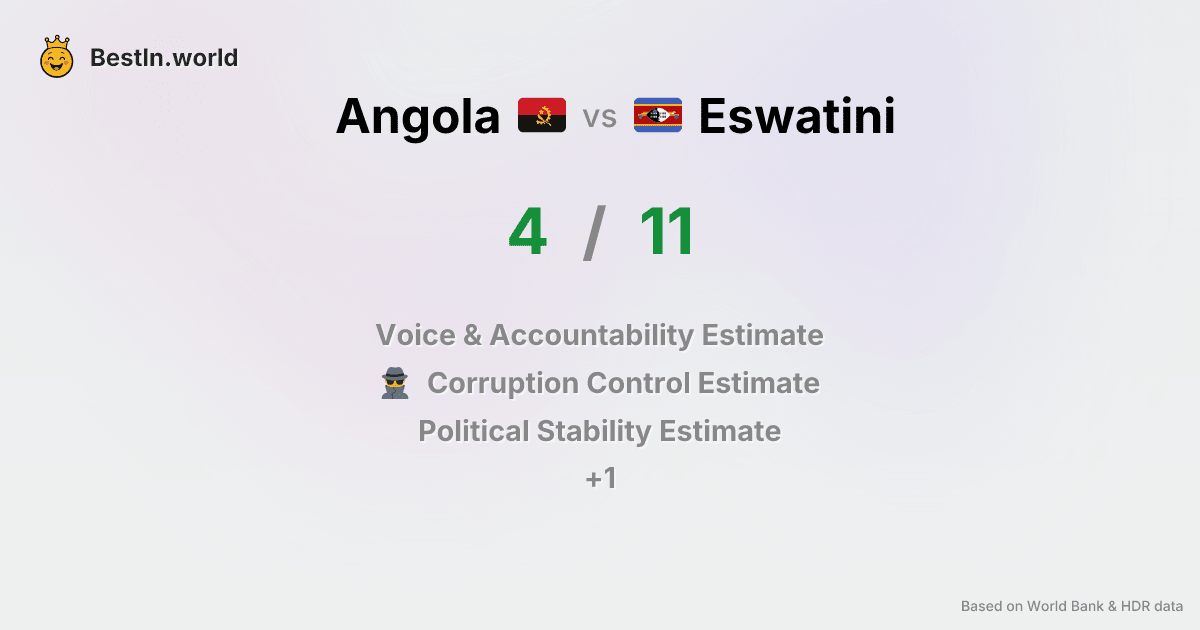 BestIn.world
Angola vs Eswatini
4 / 11
Voice & Accountability Estimate
Corruption Control Estimate
Political Stability Estimate
+1
Based on World Bank & HDR data